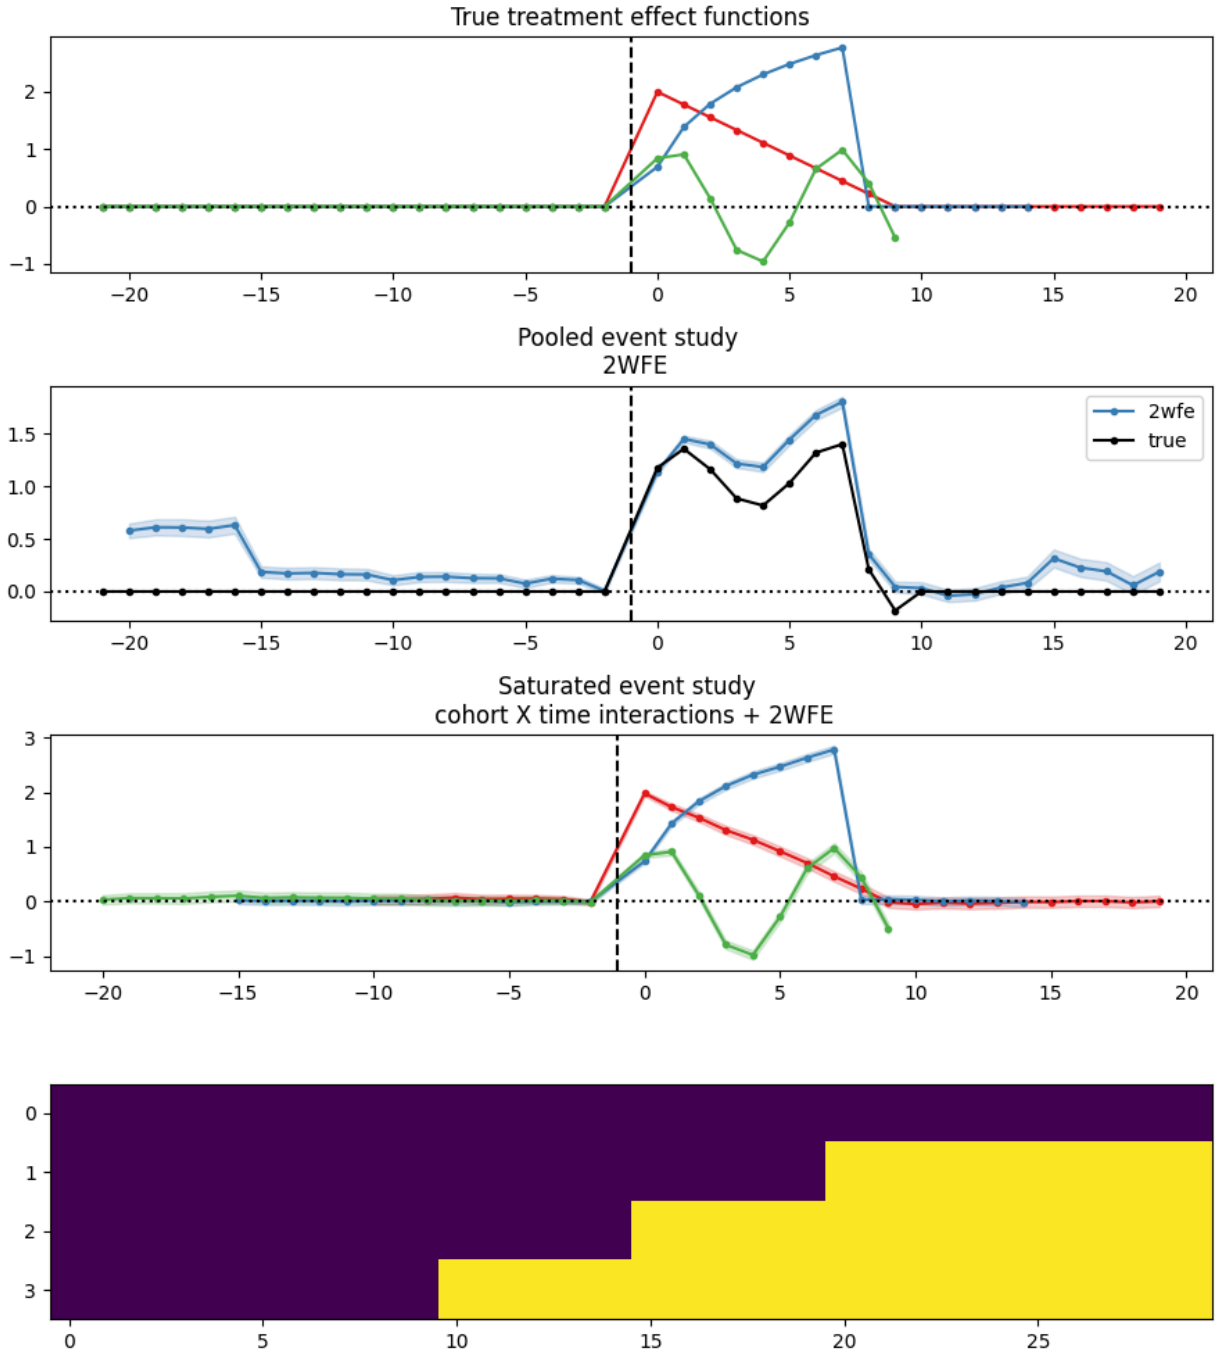 True treatment effect functions
2
1
0
−1
−20 −15 −10 −5 0 5 10 15 20
Pooled event study
2WFE
1.5
1.0
0.5
0.0
2wfe
true
−20 −15 −10 −5 0 5 10 15 20
Saturated event study
cohort X time interactions + 2WFE
3
2
1
0
−1
−20 −15 −10 −5 0 5 10 15 20
0
1
2
3
0 5 10 15 20 25